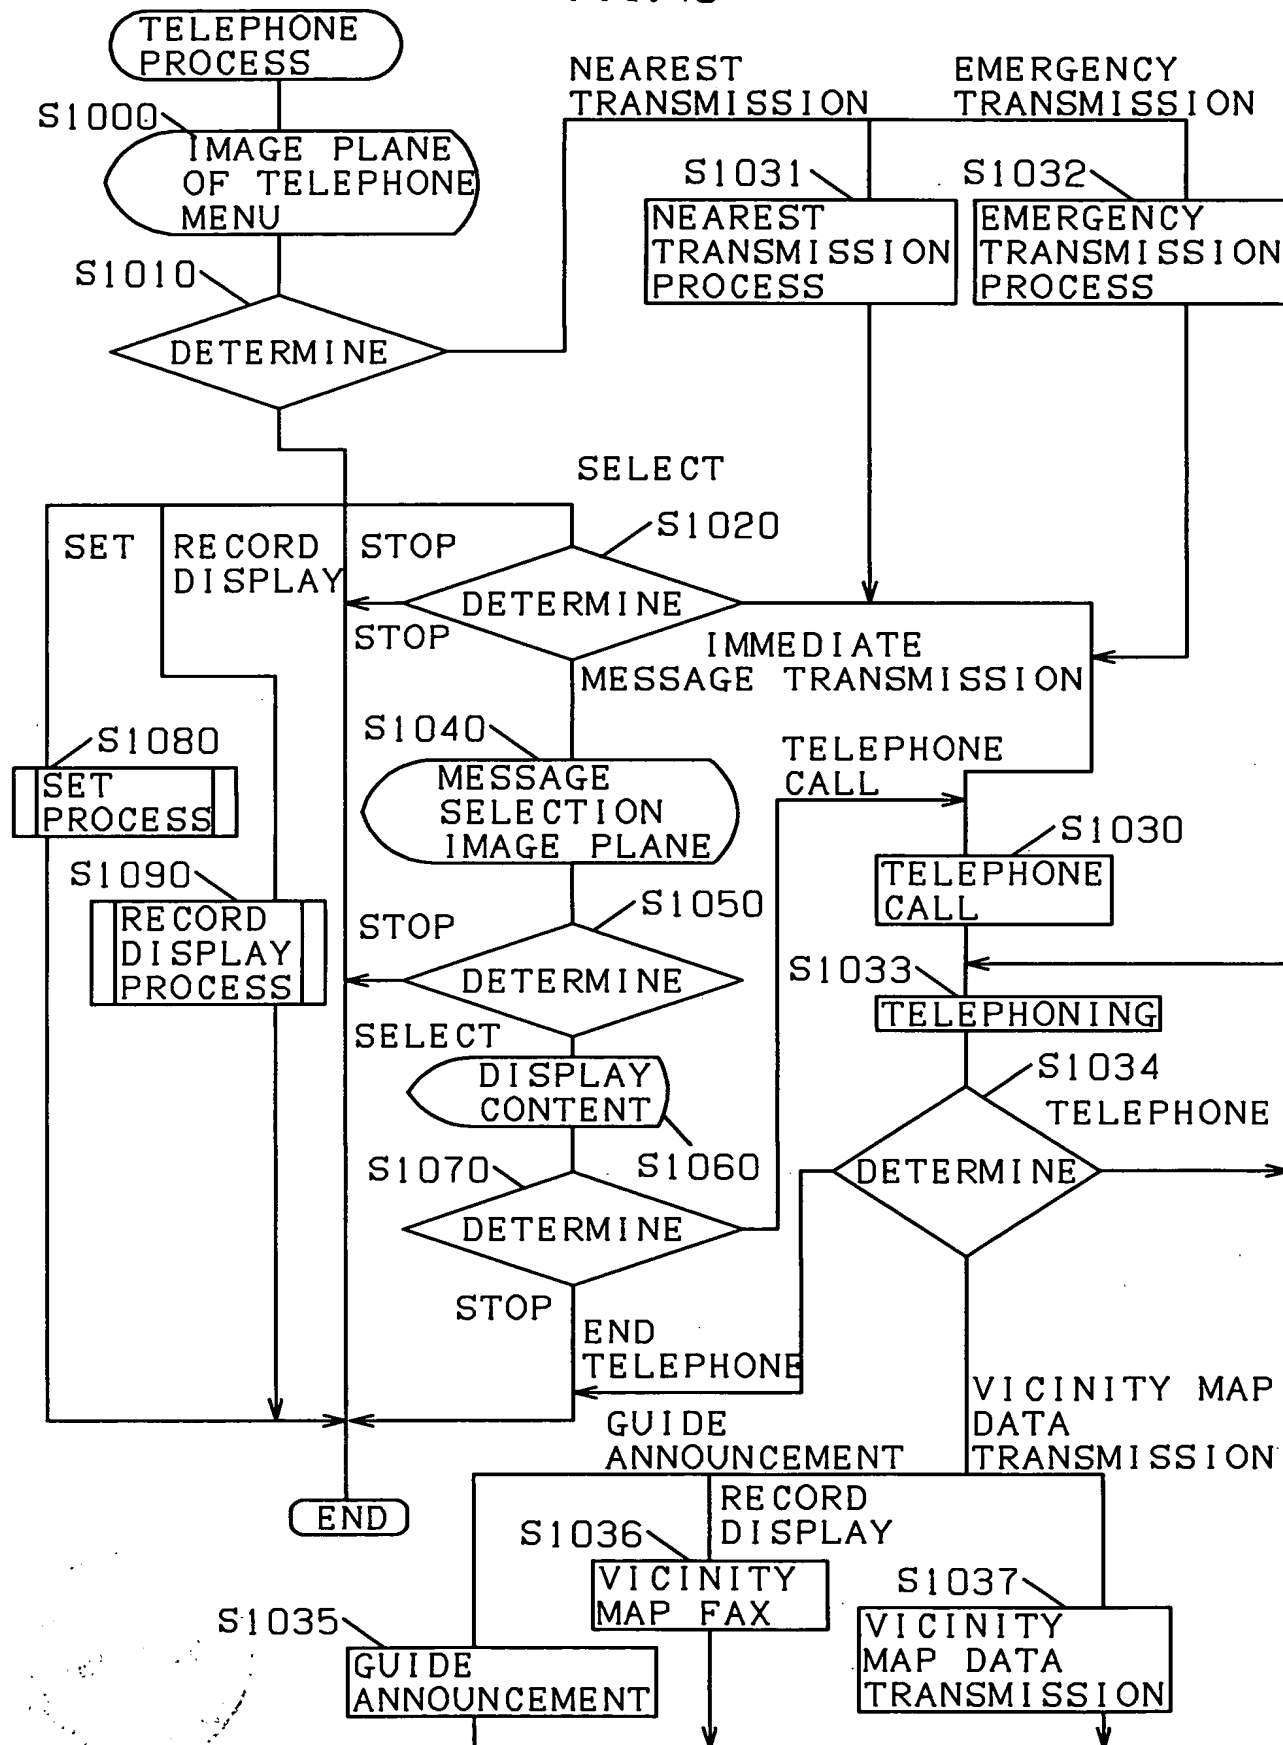 TELEPHONE
PROCESS
S1000
IMAGE PLANE
OF TELEPHONE
MENU
S1010
DETERMINE
NEAREST
TRANSMISSION
EMERGENCY
TRANSMISSION
S1031
NEAREST
TRANSMISSION
PROCESS
S1032
EMERGENCY
TRANSMISSION
PROCESS
SELECT
SET
RECORD
DISPLAY
STOP
S1020
DETERMINE
STOP
IMMEDIATE
MESSAGE TRANSMISSION
S1040
MESSAGE
SELECTION
IMAGE PLANE
TELEPHONE
CALL
S1080
SET
PROCESS
S1030
TELEPHONE
CALL
S1090
RECORD
DISPLAY
PROCESS
STOP
S1050
DETERMINE
S1033
TELEPHONING
SELECT
DISPLAY
CONTENT
S1060
S1034
TELEPHONE
DETERMINE
S1070
DETERMINE
STOP
END
TELEPHONE
GUIDE
ANNOUNCEMENT
VICINITY MAP
DATA
TRANSMISSION
END
RECORD
DISPLAY
S1036
VICINITY
MAP FAX
S1037
VICINITY
MAP DATA
TRANSMISSION
S1035
GUIDE
ANNOUNCEMENT